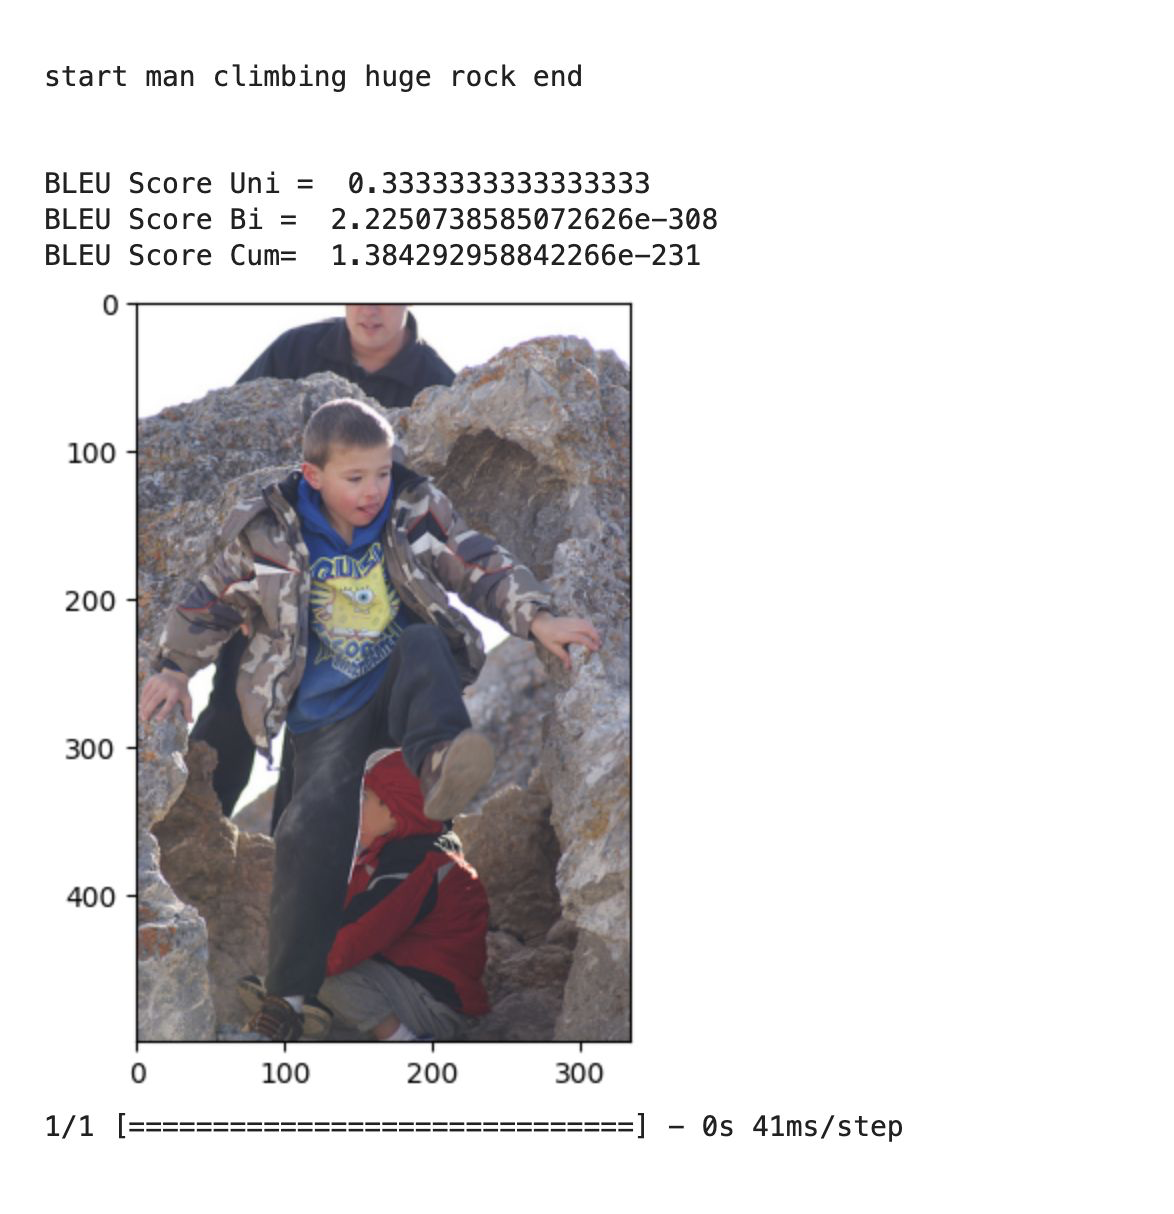 start man climbing huge rock end
BLEU Score Uni =  0.3333333333333333
BLEU Score Bi =  2.2250738585072626e-308
BLEU Score Cum=  1.384292958842266e-231
0
100
200
300
400
0 100 200 300
1/1 [==============================] - 0s 41ms/step